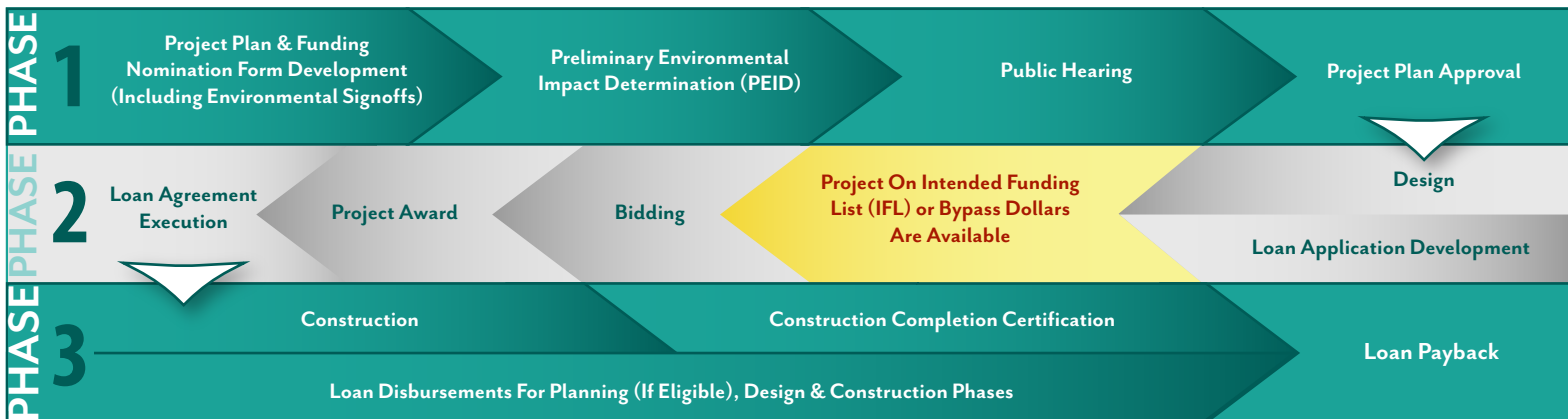 PHASE
1
Project Plan & Funding
Nomination Form Development
(Including Environmental Signoffs)
Preliminary Environmental
Impact Determination (PEID)
Public Hearing
Project Plan Approval
PHASE
2
Loan Agreement
Execution
Project Award
Bidding
Project On Intended Funding
List (IFL) or Bypass Dollars
Are Available
Design
Loan Application Development
PHASE
3
Construction
Construction Completion Certification
Loan Disbursements For Planning (If Eligible), Design & Construction Phases
Loan Payback